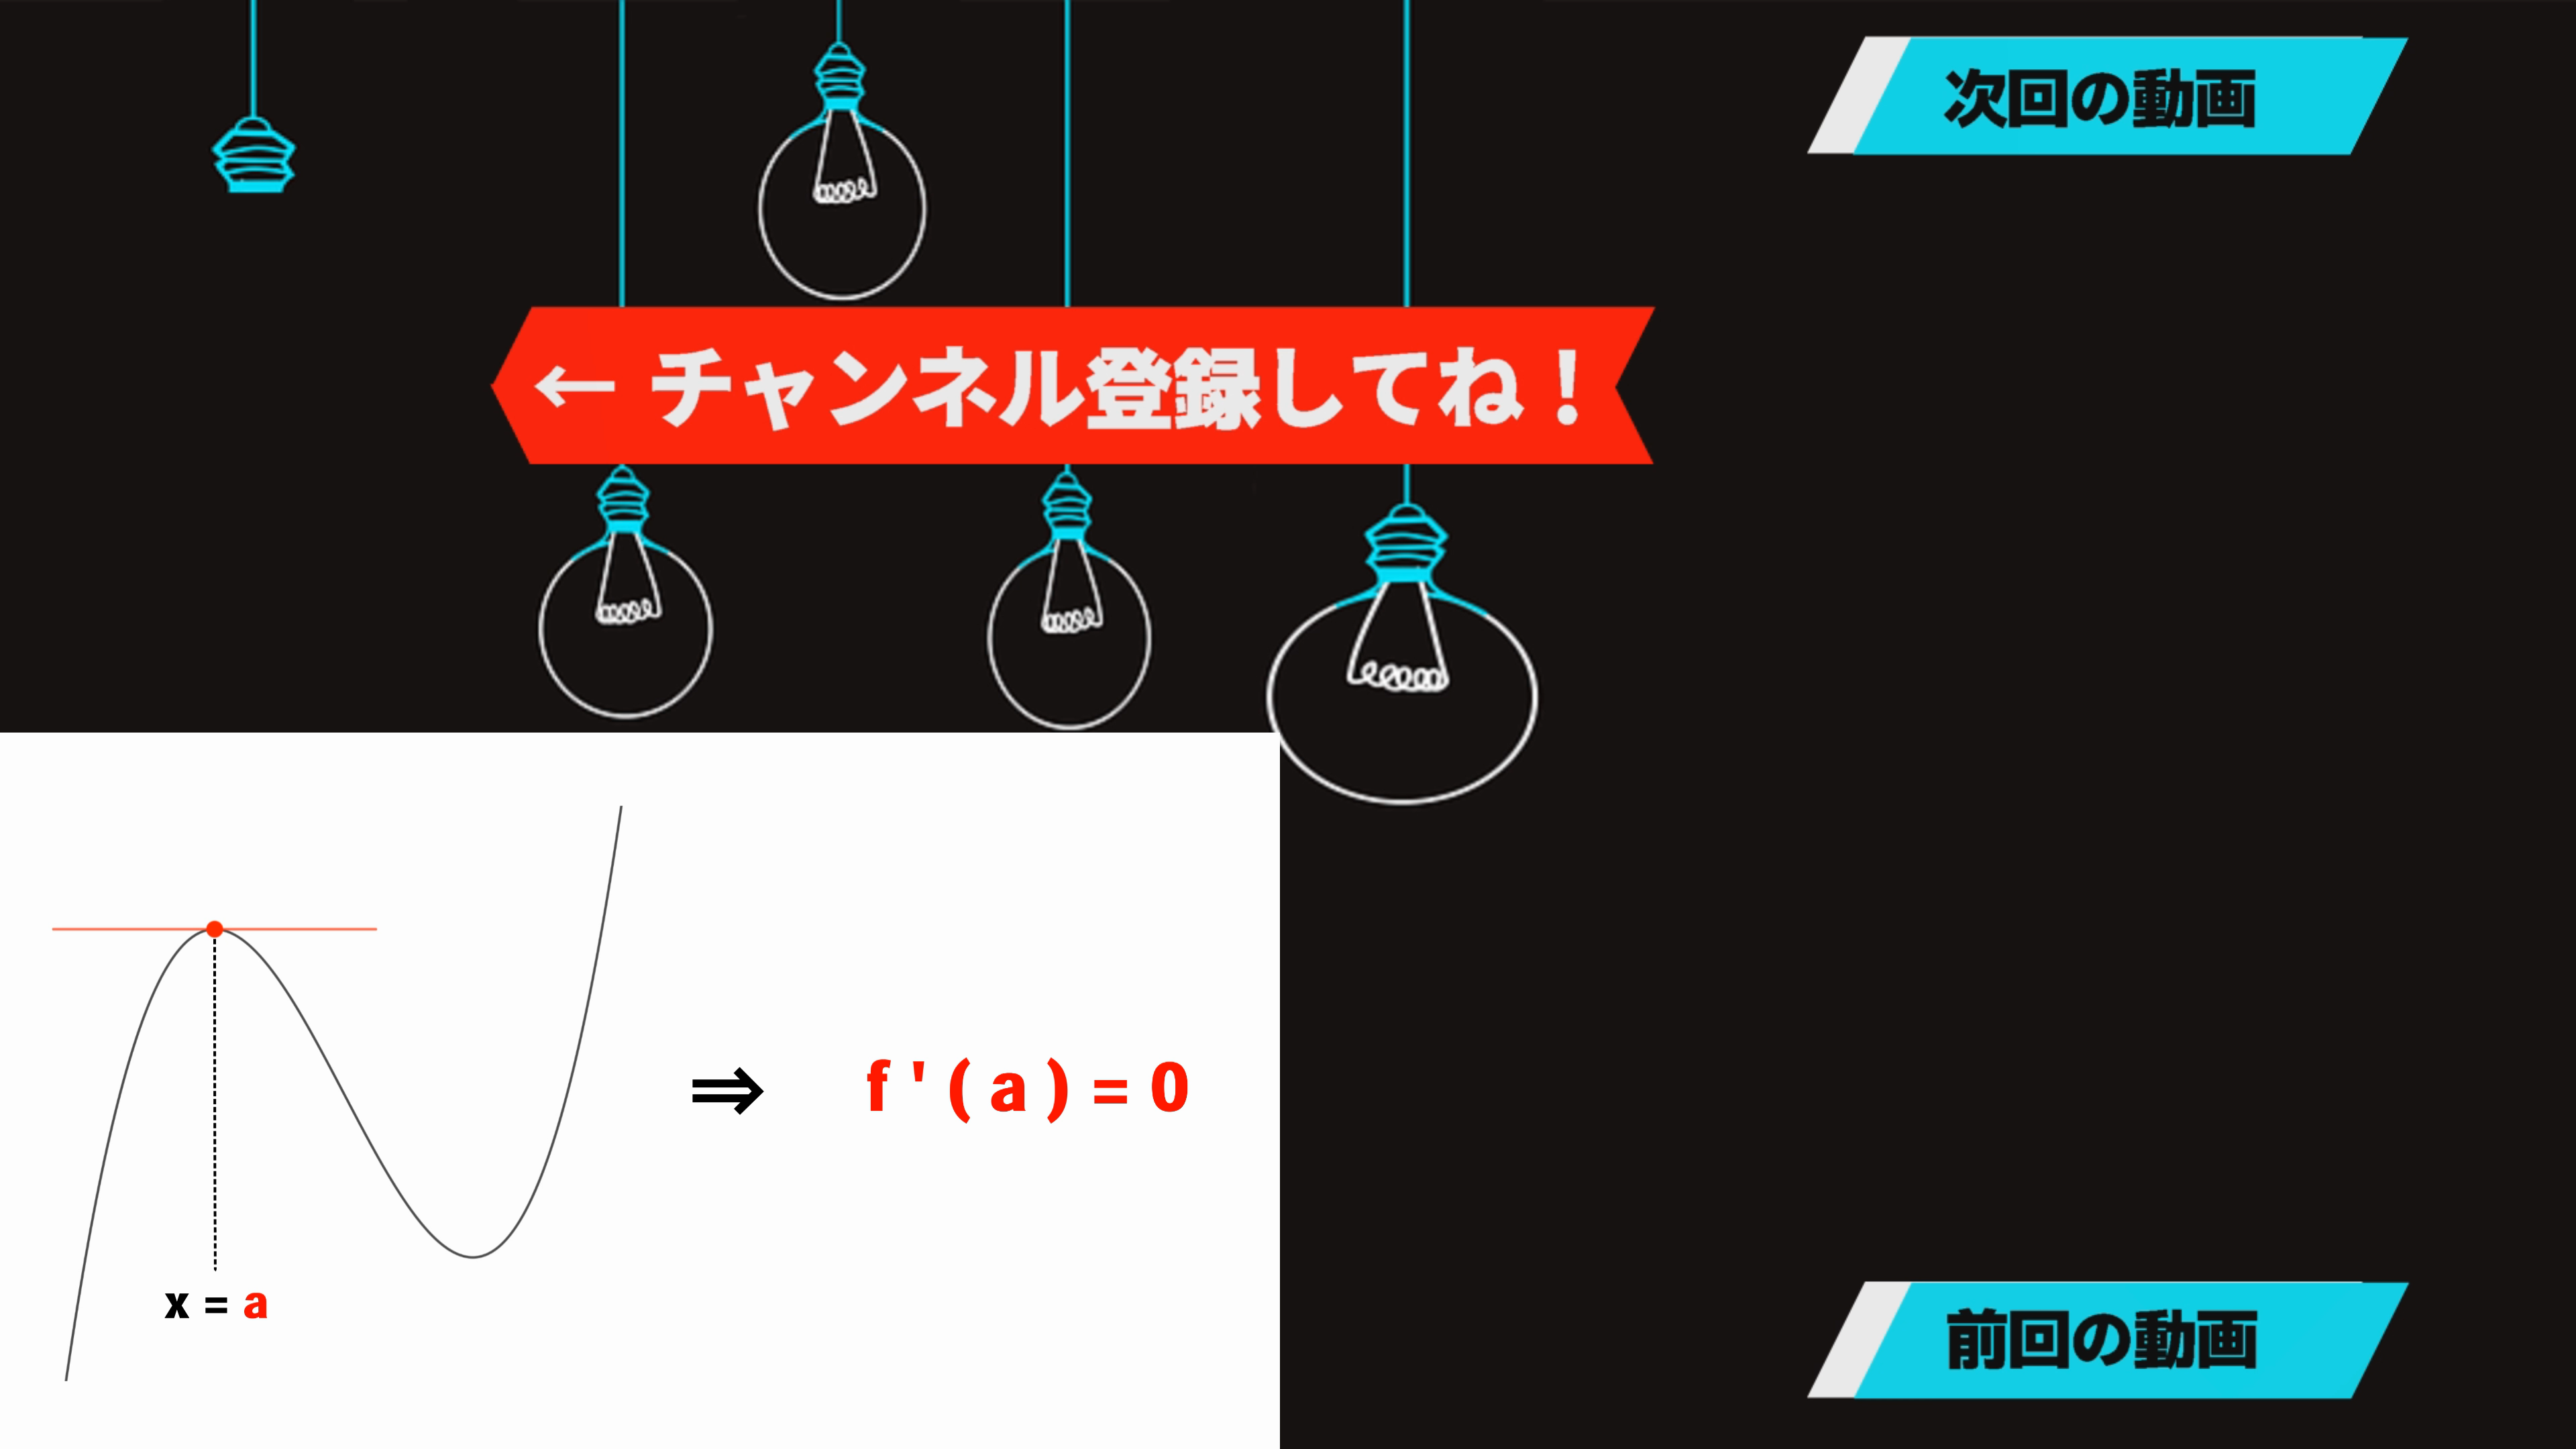 次回の動画
← チャンネル登録してね！
⇒ f'(a)=0
x = a
前回の動画